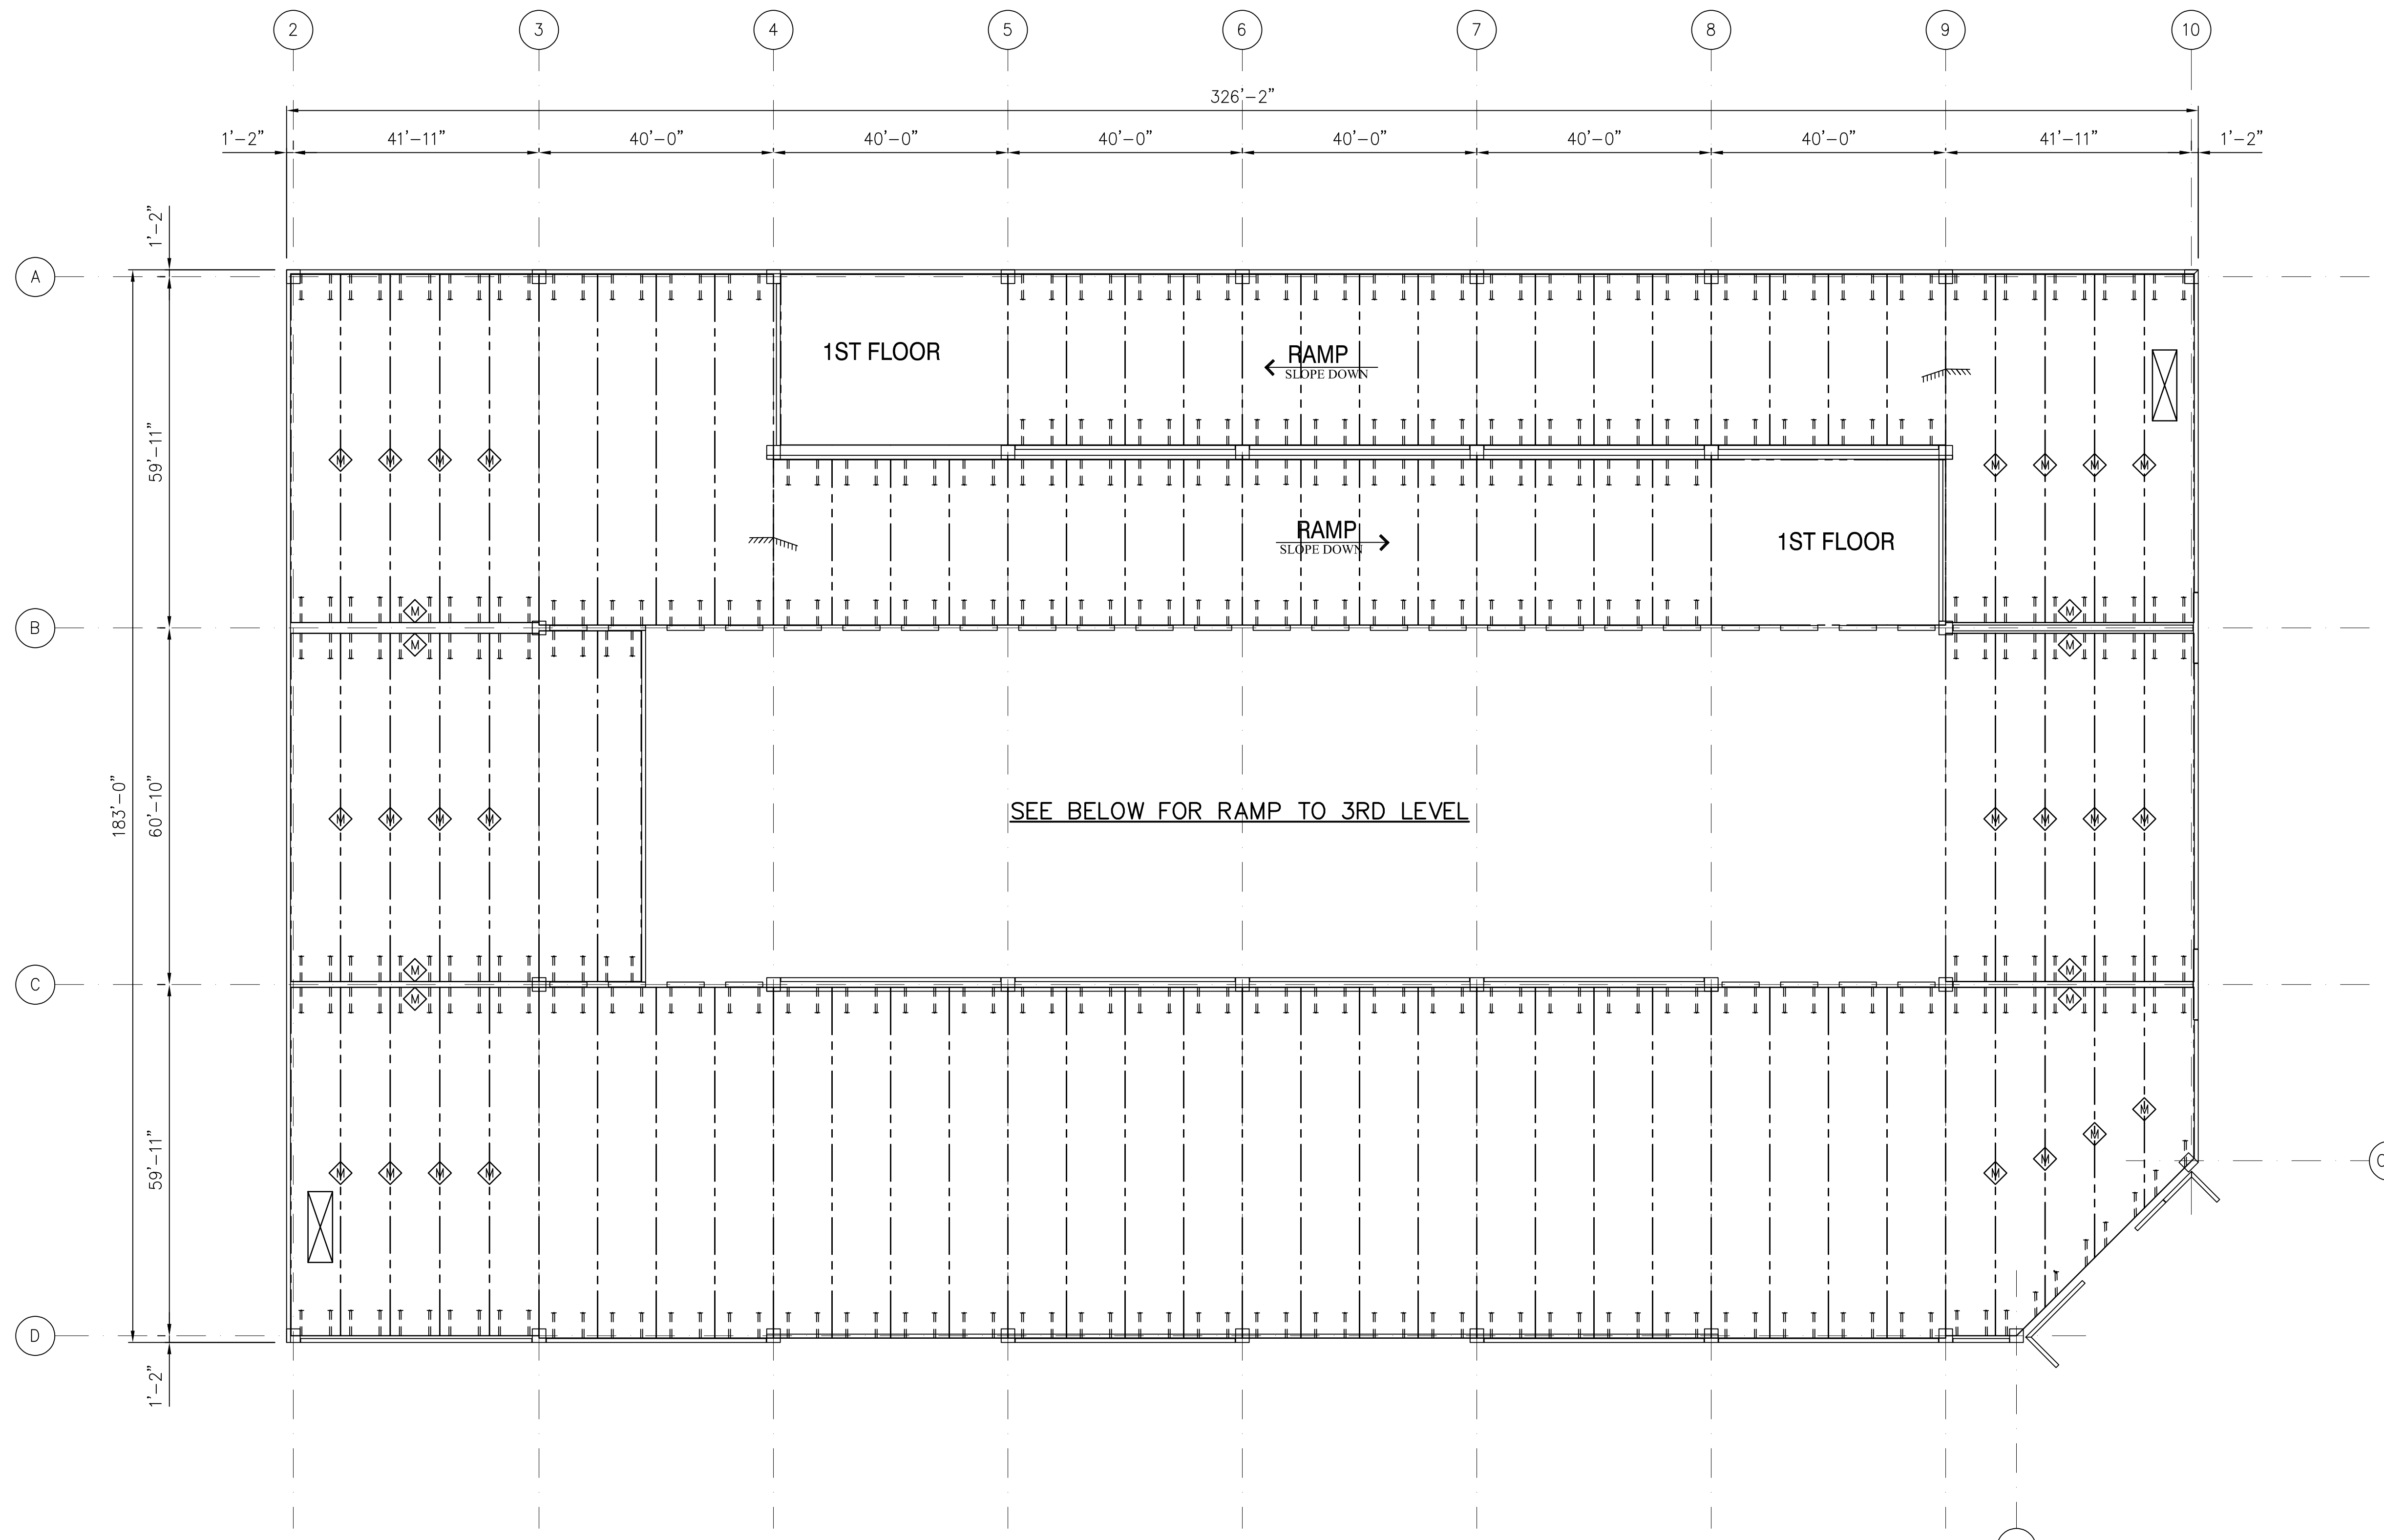 2 3 4 5 6 7 8 9 10
326'-2"
1'-2" 41'-11" 40'-0" 40'-0" 40'-0" 40'-0" 40'-0" 40'-0" 41'-11" 1'-2"
1'-2"
A
1ST FLOOR
RAMP
SLOPE DOWN
59'-11"
M M M M M M M M
RAMP
SLOPE DOWN
1ST FLOOR
M M
B
M M
183'-0"
60'-10"
SEE BELOW FOR RAMP TO 3RD LEVEL
M M M M M M M M
M M
C
M M
59'-11"
M M M M M M M M
D
1'-2"